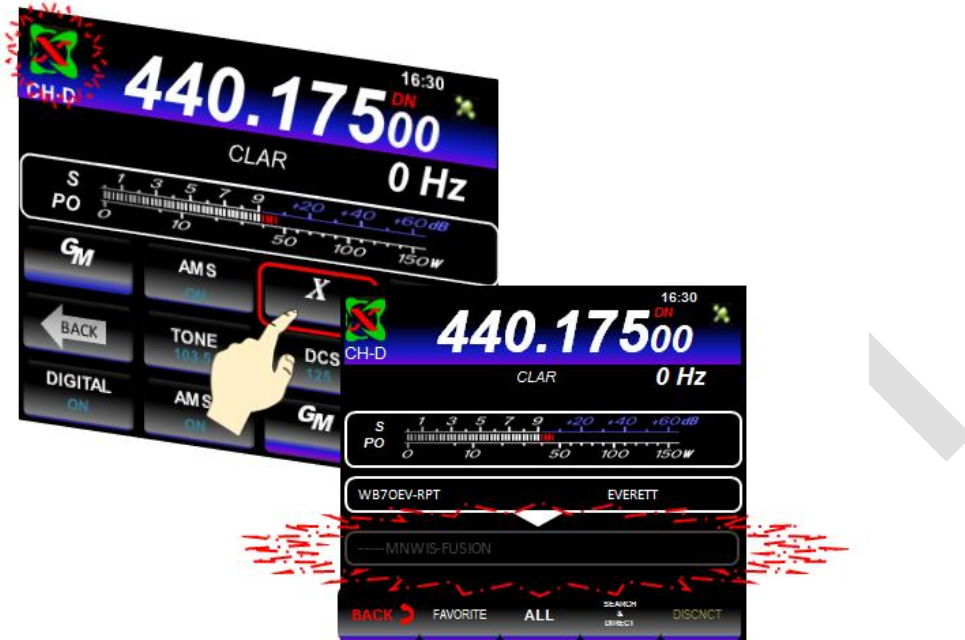 16:30
CH-D
440.17500
DN
CLAR
0 Hz
S 1 3 5 7 9 +20 +40 +60dB
PO 0 10 50 100 150W
GM
AMS
ON
X
BACK
TONE
103.5
DCS
125
DIGITAL
ON
AMS
ON
GM
16:30
CH-D
440.17500
DN
CLAR
0 Hz
S 1 3 5 7 9 +20 +40 +60dB
PO 0 10 50 100 150W
WB7OEV-RPT EVERETT
-----MNWIS-FUSION
BACK
FAVORITE
ALL
SEARCH
&
DIRECT
DISCNCT